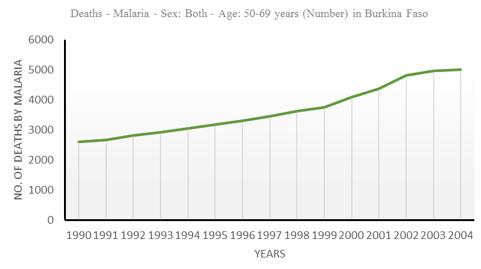 Deaths - Malaria - Sex: Both - Age: 50-69 years (Number) in Burkina Faso
NO. OF DEATHS BY MALARIA
6000
5000
4000
3000
2000
1000
0
1990 1991 1992 1993 1994 1995 1996 1997 1998 1999 2000 2001 2002 2003 2004
YEARS